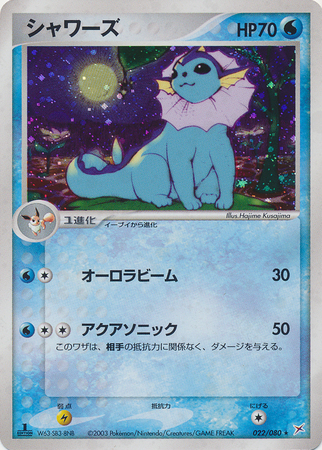 シャワーズ HP70
Illus. Hajime Kusajima
1進化 イーブイから進化
オーロラビーム 30
アクアソニック 50
このワザは、相手の抵抗力に関係なく、ダメージを与える。
弱点 抵抗力 にげる
1 EDITION ©2003 Pokémon/Nintendo/Creatures/GAME FREAK 022/080 ★